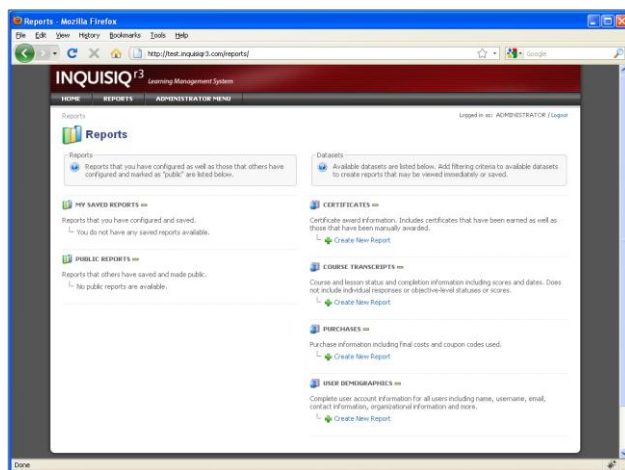 Reports - Mozilla Firefox
File Edit View History Bookmarks Tools Help
http://test.inquisiqr3.com/reports/
Google
INQUISIQ r3 Learning Management System
HOME REPORTS ADMINISTRATOR MENU
Reports
Logged in as: ADMINISTRATOR / Logout
Reports
Reports
Reports that you have configured as well as those that others have
configured and marked as "public" are listed below.
MY SAVED REPORTS
Reports that you have configured and saved.
You do not have any saved reports available.
PUBLIC REPORTS
Reports that others have saved and made public.
No public reports are available.
Datasets
Available datasets are listed below. Add filtering criteria to available datasets
to create reports that may be viewed immediately or saved.
CERTIFICATES
Certificate award information. Includes certificates that have been earned as well as
those that have been manually awarded.
Create New Report
COURSE TRANSCRIPTS
Course and lesson status and completion information including scores and dates. Does
not include individual responses or objective-level statuses or scores.
Create New Report
PURCHASES
Purchase information including final costs and coupon codes used.
Create New Report
USER DEMOGRAPHICS
Complete user account information for all users including name, username, email,
contact information, organizational information and more.
Create New Report
Done